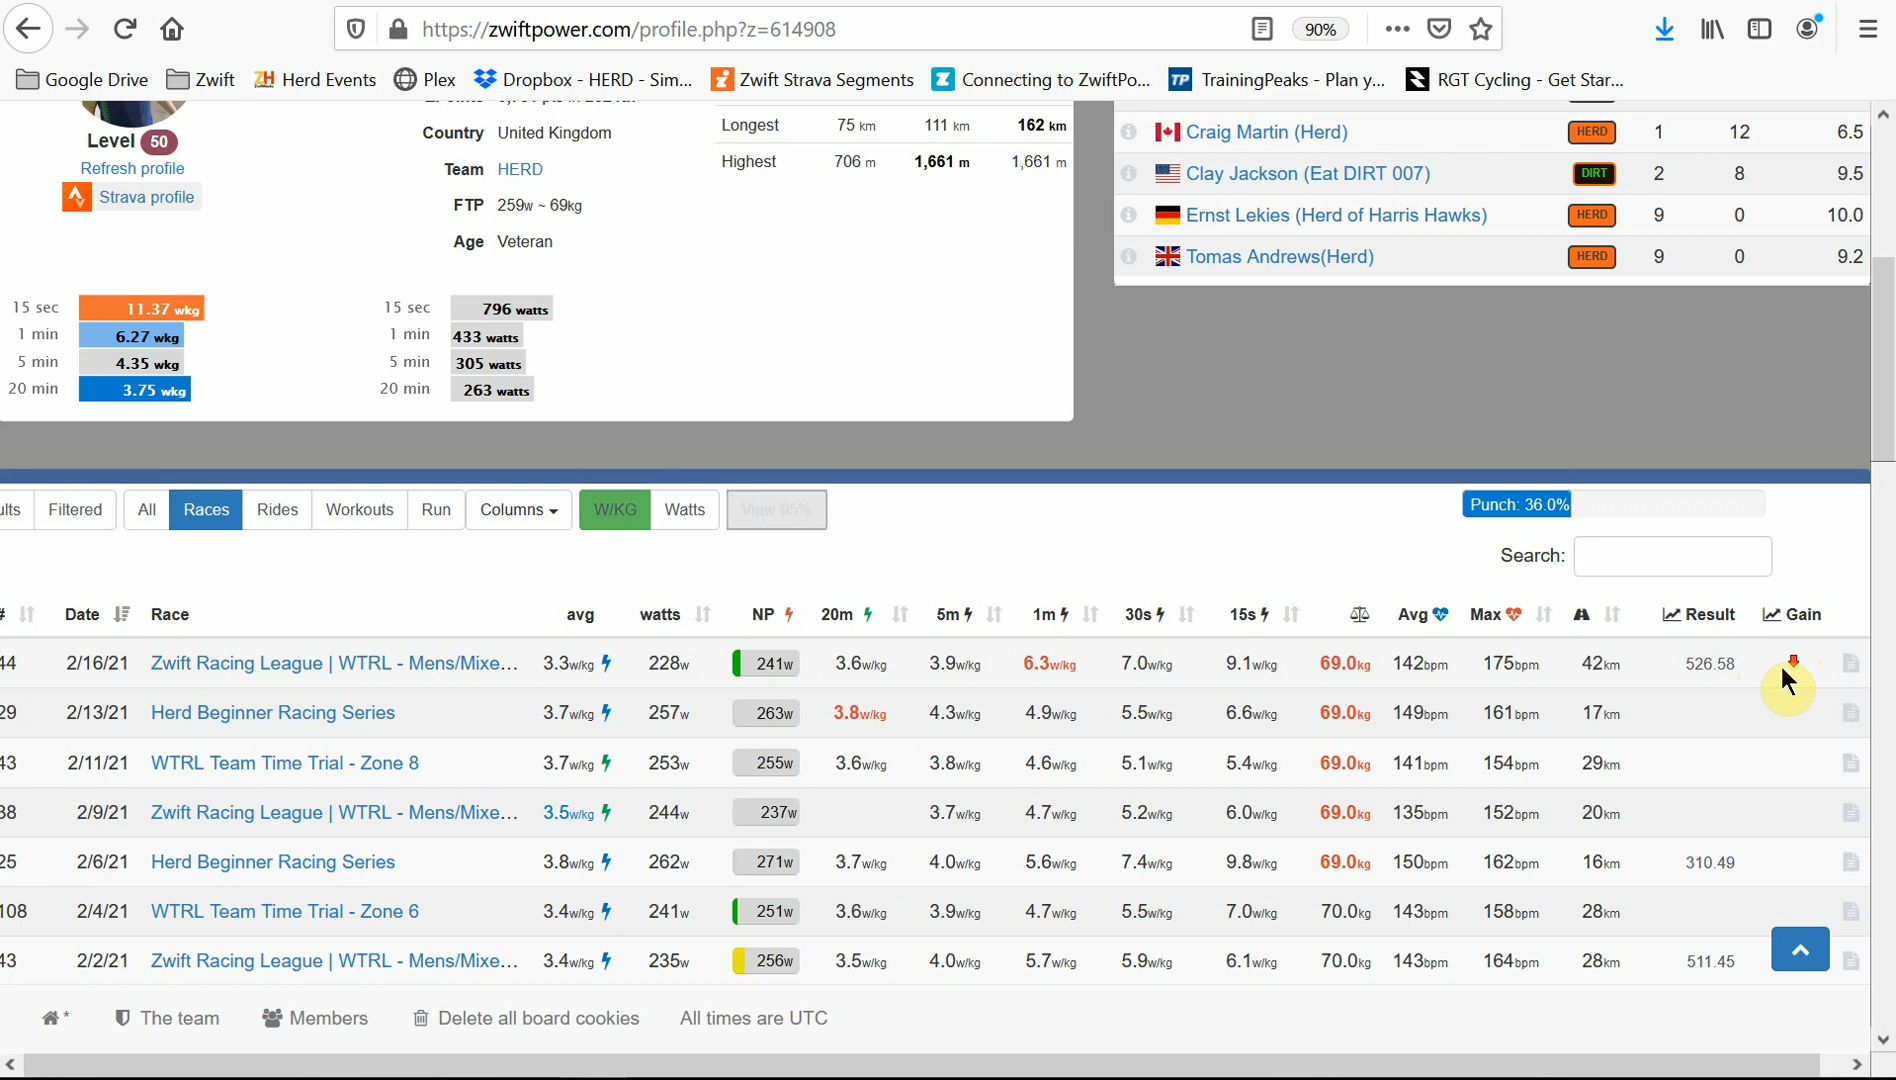 https://zwiftpower.com/profile.php?z=614908
90%
Google Drive
Zwift
ZH Herd Events
Plex
Dropbox - HERD - Sim...
Zwift Strava Segments
Connecting to ZwiftPo...
TP TrainingPeaks - Plan y...
RGT Cycling - Get Star...
Level 50
Refresh profile
Strava profile
Country United Kingdom
Team HERD
FTP 259w ~ 69kg
Age Veteran
Longest 75 km 111 km 162 km
Highest 706 m 1,661 m 1,661 m
Craig Martin (Herd) HERD 1 12 6.5
Clay Jackson (Eat DIRT 007) DIRT 2 8 9.5
Ernst Lekies (Herd of Harris Hawks) HERD 9 0 10.0
Tomas Andrews(Herd) HERD 9 0 9.2
15 sec 11.37 wkg 15 sec 796 watts
1 min 6.27 wkg 1 min 433 watts
5 min 4.35 wkg 5 min 305 watts
20 min 3.75 wkg 20 min 263 watts
ults Filtered All Races Rides Workouts Run Columns W/KG Watts View 95% Punch: 36.0%
Search:
# Date Race avg watts NP 20m 5m 1m 30s 15s Avg Max Result Gain
44 2/16/21 Zwift Racing League | WTRL - Mens/Mixe... 3.3w/kg 228w 241w 3.6w/kg 3.9w/kg 6.3w/kg 7.0w/kg 9.1w/kg 69.0kg 142bpm 175bpm 42km 526.58
29 2/13/21 Herd Beginner Racing Series 3.7w/kg 257w 263w 3.8w/kg 4.3w/kg 4.9w/kg 5.5w/kg 6.6w/kg 69.0kg 149bpm 161bpm 17km
43 2/11/21 WTRL Team Time Trial - Zone 8 3.7w/kg 253w 255w 3.6w/kg 3.8w/kg 4.6w/kg 5.1w/kg 5.4w/kg 69.0kg 141bpm 154bpm 29km
38 2/9/21 Zwift Racing League | WTRL - Mens/Mixe... 3.5w/kg 244w 237w 3.7w/kg 4.7w/kg 5.2w/kg 6.0w/kg 69.0kg 135bpm 152bpm 20km
25 2/6/21 Herd Beginner Racing Series 3.8w/kg 262w 271w 3.7w/kg 4.0w/kg 5.6w/kg 7.4w/kg 9.8w/kg 69.0kg 150bpm 162bpm 16km 310.49
108 2/4/21 WTRL Team Time Trial - Zone 6 3.4w/kg 241w 251w 3.6w/kg 3.9w/kg 4.7w/kg 5.5w/kg 7.0w/kg 70.0kg 143bpm 158bpm 28km
43 2/2/21 Zwift Racing League | WTRL - Mens/Mixe... 3.4w/kg 235w 256w 3.5w/kg 4.0w/kg 5.7w/kg 5.9w/kg 6.1w/kg 70.0kg 143bpm 164bpm 28km 511.45
* The team Members Delete all board cookies All times are UTC